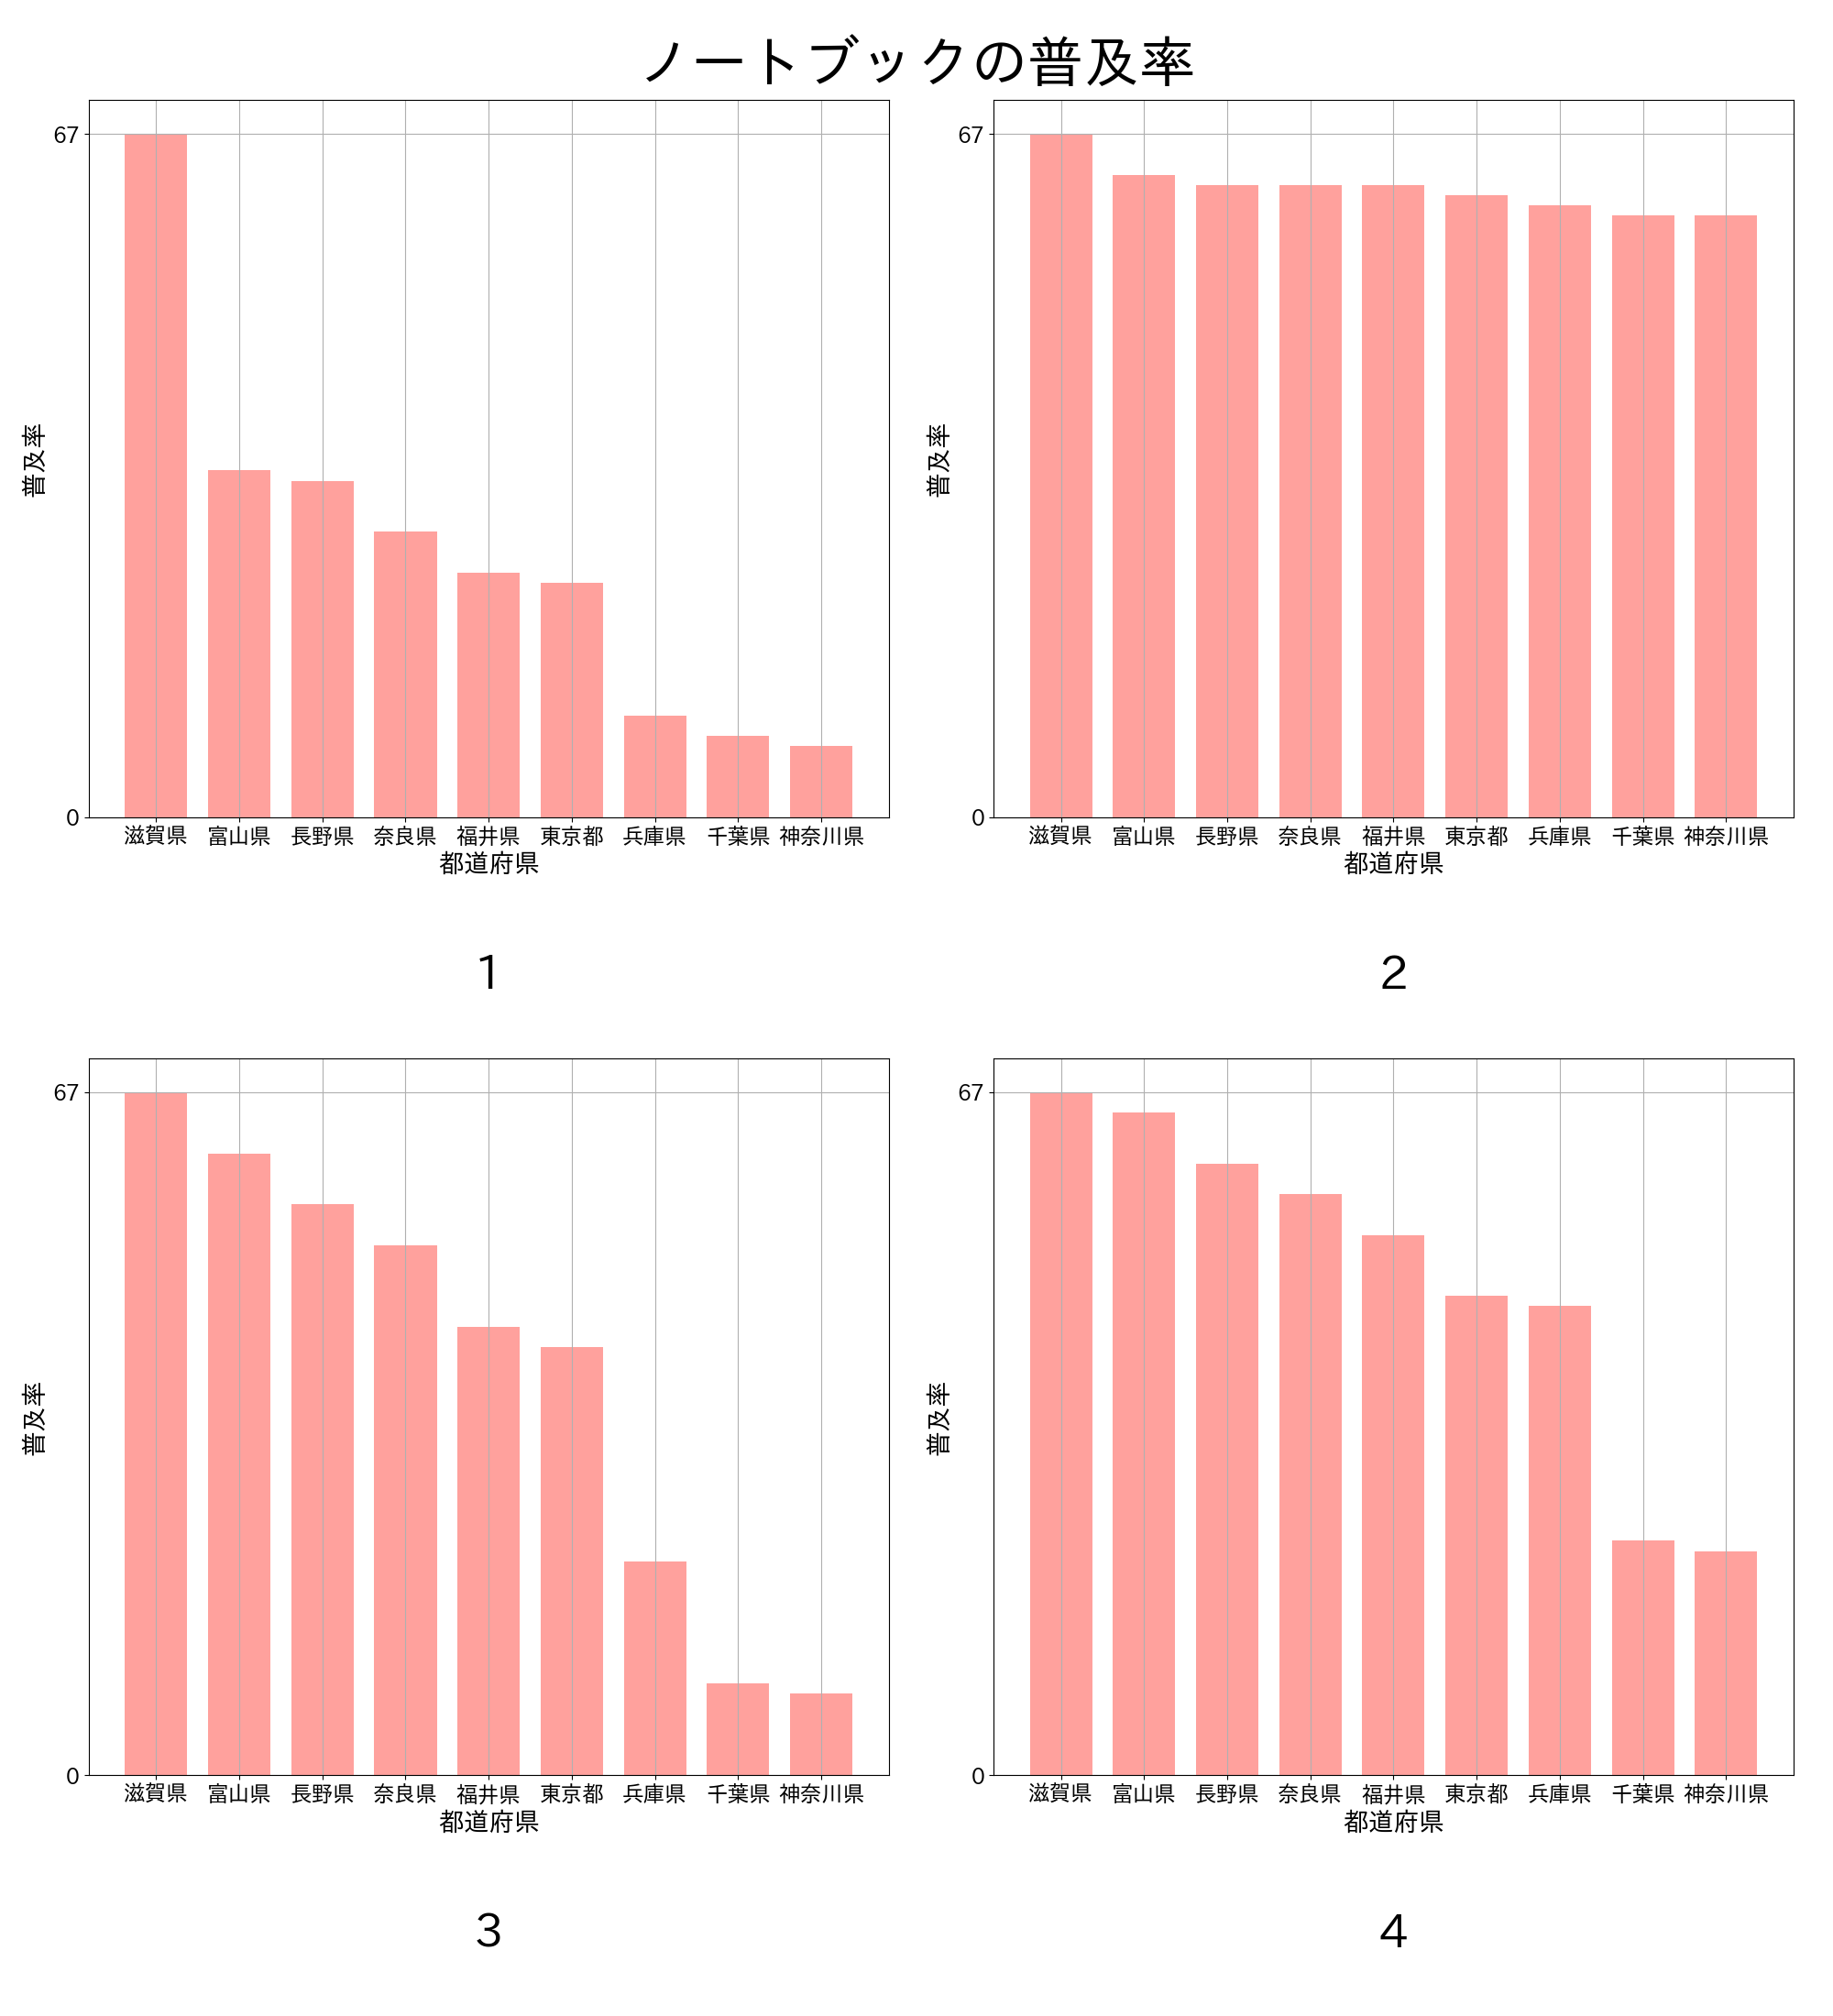 ノートブックの普及率
67
0
普及率
滋賀県 富山県 長野県 奈良県 福井県 東京都 兵庫県 千葉県 神奈川県
都道府県
1
67
0
普及率
滋賀県 富山県 長野県 奈良県 福井県 東京都 兵庫県 千葉県 神奈川県
都道府県
2
67
0
普及率
滋賀県 富山県 長野県 奈良県 福井県 東京都 兵庫県 千葉県 神奈川県
都道府県
3
67
0
普及率
滋賀県 富山県 長野県 奈良県 福井県 東京都 兵庫県 千葉県 神奈川県
都道府県
4